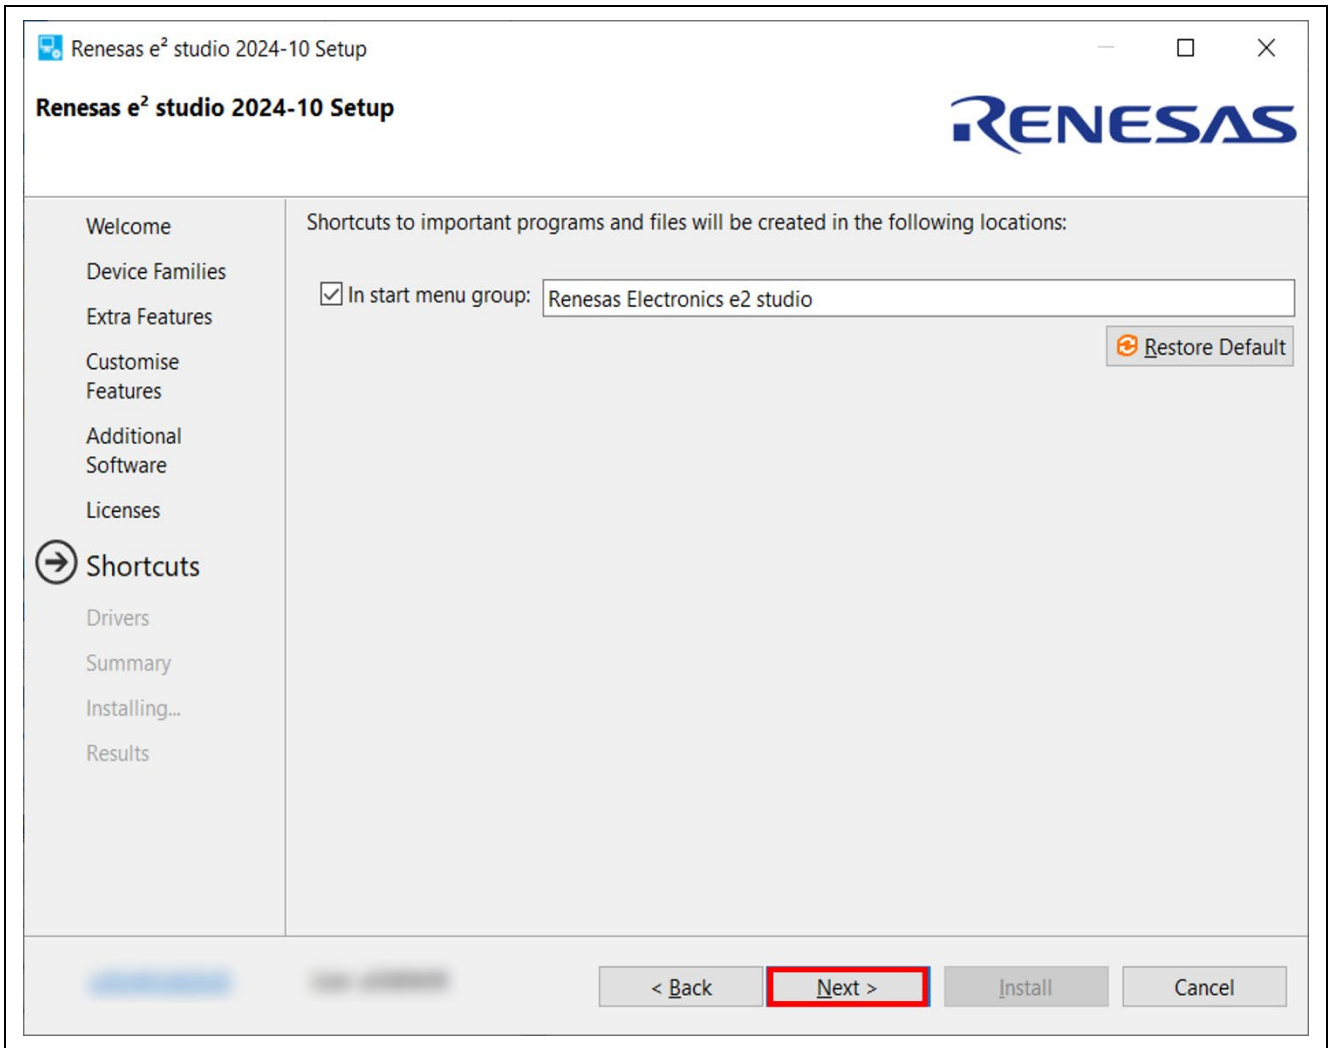 Renesas e² studio 2024-10 Setup
Renesas e² studio 2024-10 Setup
RENESAS
Welcome
Device Families
Extra Features
Customise
Features
Additional
Software
Licenses
Shortcuts
Drivers
Summary
Installing...
Results
Shortcuts to important programs and files will be created in the following locations:
In start menu group: Renesas Electronics e2 studio
Restore Default
< Back Next > Install Cancel